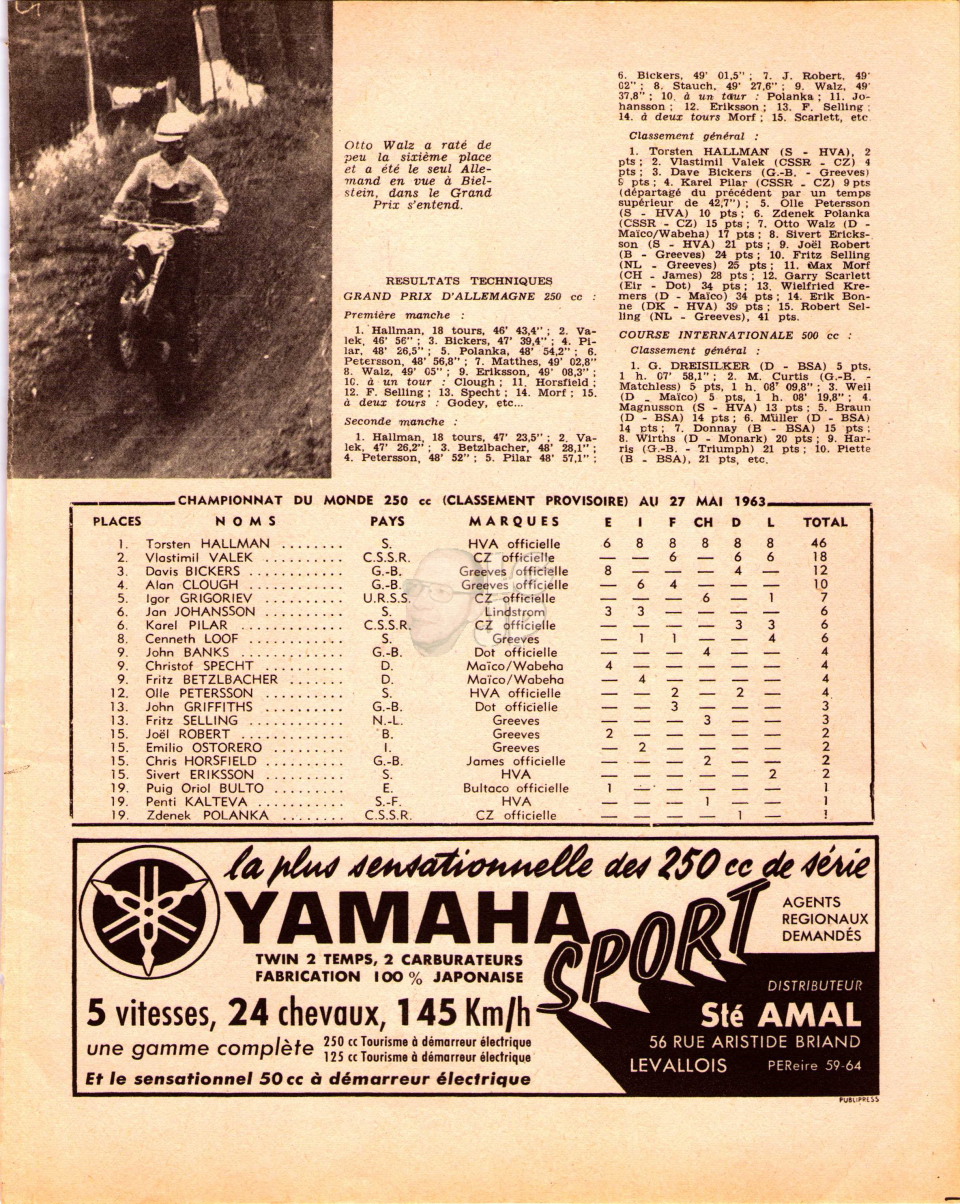 Otto Walz a raté de
peu la sixième place
et a été le seul Alle-
mand en vue à Biel-
stein, dans le Grand
Prix s'entend.
RESULTATS TECHNIQUES
GRAND PRIX D'ALLEMAGNE 250 cc :
Première manche :
1. Hallman, 18 tours, 46' 43,4" ; 2. Va-
lek, 46' 56" ; 3. Bickers, 47' 39,4" ; 4. Pi-
lar, 48' 26,5" ; 5. Polanka, 48' 54,2" ; 6.
Petersson, 48' 56,8" ; 7. Matthes, 49' 02,8"
8. Walz, 49' 05" ; 9. Eriksson, 49' 08,3" ;
10. à un tour : Clough ; 11. Horsfield ;
12. F. Selling ; 13. Specht ; 14. Morf ; 15.
à deux tours : Godey, etc...
Seconde manche :
1. Hallman, 18 tours, 47' 23,5" ; 2. Va-
lek, 47' 26,2" ; 3. Betzlbacher, 48' 28,1" ;
4. Petersson, 48' 52" ; 5. Pilar 48' 57,1" ;
6. Bickers, 49' 01,5" ; 7. J. Robert, 49'
02" ; 8. Stauch, 49' 27,6" ; 9. Walz, 49'
37,8" ; 10. à un tour : Polanka ; 11. Jo-
hansson ; 12. Eriksson ; 13. F. Selling ;
14. à deux tours Morf ; 15. Scarlett, etc
Classement général :
1. Torsten HALLMAN (S - HVA), 2
pts ; 2. Vlastimil Valek (CSSR - CZ) 4
pts ; 3. Dave Bickers (G.-B. - Greeves)
9 pts ; 4. Karel Pilar (CSSR - CZ) 9 pts
(départagé du précédent par un temps
supérieur de 42,7") ; 5. Olle Petersson
(S - HVA) 10 pts ; 6. Zdenek Polanka
(CSSR - CZ) 15 pts ; 7. Otto Walz (D -
Maïco/Wabeha) 17 pts ; 8. Sivert Ericks-
son (S - HVA) 21 pts ; 9. Joël Robert
(B - Greeves) 24 pts ; 10. Fritz Selling
(NL - Greeves) 25 pts ; 11. Max Morf
(CH - James) 28 pts ; 12. Garry Scarlett
(Eir - Dot) 34 pts ; 13. Wielfried Kre-
mers (D - Maïco) 34 pts ; 14. Erik Bon-
ne (DK - HVA) 39 pts ; 15. Robert Sel-
ling (NL - Greeves), 41 pts.
COURSE INTERNATIONALE 500 cc :
Classement général :
1. G. DREISILKER (D - BSA) 5 pts,
1 h. 07' 58,1" ; 2. M. Curtis (G.-B. -
Matchless) 5 pts, 1 h. 08' 09,8" ; 3. Weil
(D - Maïco) 5 pts, 1 h. 08' 19,8" ; 4.
Magnusson (S - HVA) 13 pts ; 5. Braun
(D - BSA) 14 pts ; 6. Müller (D - BSA)
14 pts ; 7. Donnay (B - BSA) 15 pts ;
8. Wirths (D - Monark) 20 pts ; 9. Har-
ris (G.-B. - Triumph) 21 pts ; 10. Piette
(B - BSA), 21 pts, etc.
CHAMPIONNAT DU MONDE 250 cc (CLASSEMENT PROVISOIRE) AU 27 MAI 1963
PLACES NOMS PAYS MARQUES E I F CH D L TOTAL
1. Torsten HALLMAN ........ S. HVA officielle 6 8 8 8 8 8 46
2. Vlastimil VALEK .......... C.S.S.R. CZ officielle — — 6 — 6 6 18
3. Davis BICKERS ........... G.-B. Greeves officielle 8 — — — 4 — 12
4. Alan CLOUGH ........... G.-B. Greeves officielle — 6 4 — — — 10
5. Igor GRIGORIEV ......... U.R.S.S. CZ officielle — — — 6 — 1 7
6. Jan JOHANSSON .......... S. Lindstrom 3 3 — — — — 6
6. Karel PILAR ............. C.S.S.R. CZ officielle — — — — 3 3 6
8. Cenneth LOOF ........... S. Greeves — 1 1 — — 4 6
9. John BANKS ............. G.-B. Dot officielle — — — 4 — — 4
9. Christof SPECHT .......... D. Maïco/Wabeha 4 — — — — — 4
9. Fritz BETZLBACHER ....... D. Maïco/Wabeha — 4 — — — — 4
12. Olle PETERSSON .......... S. HVA officielle — — 2 — 2 — 4
13. John GRIFFITHS .......... G.-B. Dot officielle — — 3 — — — 3
13. Fritz SELLING ............ N.-L. Greeves — — — 3 — — 3
15. Joël ROBERT ............. B. Greeves 2 — — — — — 2
15. Emilio OSTORERO ......... I. Greeves — 2 — — — — 2
15. Chris HORSFIELD ......... G.-B. James officielle — — — 2 — — 2
15. Sivert ERIKSSON .......... S. HVA — — — — — 2 2
19. Puig Oriol BULTO ......... E. Bultaco officielle 1 — — — — — 1
19. Penti KALTEVA ........... S.-F. HVA — — — 1 — — 1
19. Zdenek POLANKA ........ C.S.S.R. CZ officielle — — — — 1 — 1
la plus sensationnelle des 250 cc de série
YAMAHA SPORT
TWIN 2 TEMPS, 2 CARBURATEURS
FABRICATION 100 % JAPONAISE
5 vitesses, 24 chevaux, 145 Km/h
une gamme complète 250 cc Tourisme à démarreur électrique
125 cc Tourisme à démarreur électrique
Et le sensationnel 50 cc à démarreur électrique
AGENTS
REGIONAUX
DEMANDÉS
DISTRIBUTEUR
Sté AMAL
56 RUE ARISTIDE BRIAND
LEVALLOIS PEReire 59-64
PUBLIPRESS